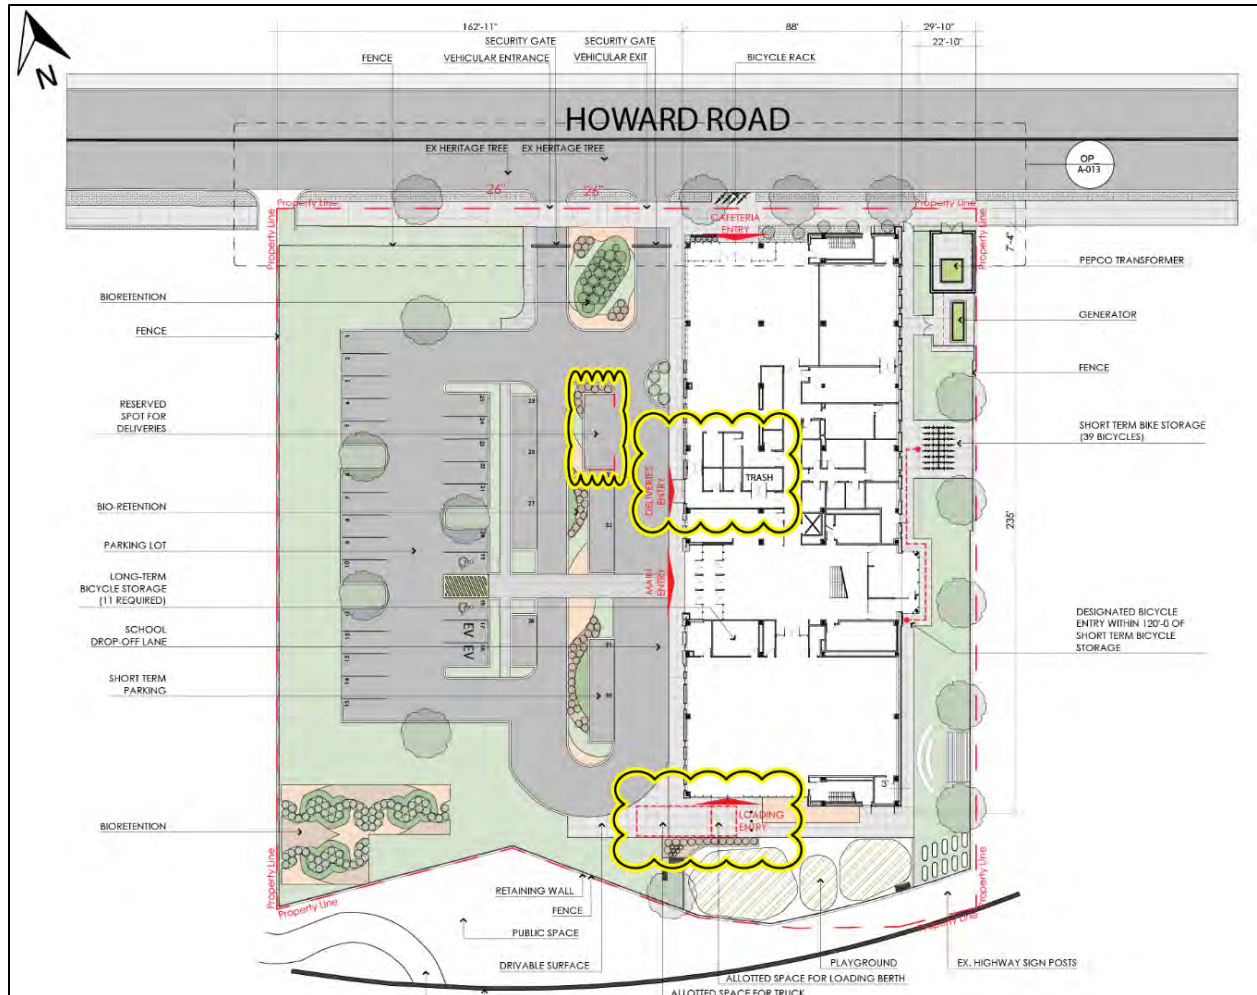 162'-11"
88'
29'-10"
22'-10"
SECURITY GATE
SECURITY GATE
FENCE
VEHICULAR ENTRANCE
VEHICULAR EXIT
BICYCLE RACK
N
HOWARD ROAD
EX HERITAGE TREE
EX HERITAGE TREE
OP_
A-013
26"
26"
Property Line
Property Line
Property Line
Property Line
CAFETERIA
ENTRY
7'-4"
PEPCO TRANSFORMER
BIORETENTION
GENERATOR
FENCE
FENCE
RESERVED
SPOT FOR
DELIVERIES
SHORT TERM BIKE STORAGE
(39 BICYCLES)
TRASH
DELIVERIES
ENTRY
BIO-RETENTION
235'
PARKING LOT
LONG-TERM
BICYCLE STORAGE
(11 REQUIRED)
MAIN
ENTRY
EV EV
DESIGNATED BICYCLE
ENTRY WITHIN 120'-0 OF
SHORT TERM BICYCLE
STORAGE
SCHOOL
DROP-OFF LANE
SHORT TERM
PARKING
3'
LOADING
ENTRY
BIORETENTION
Property Line
Property Line
Property Line
Property Line
RETAINING WALL
FENCE
PUBLIC SPACE
DRIVABLE SURFACE
PLAYGROUND
EX. HIGHWAY SIGN POSTS
ALLOTTED SPACE FOR LOADING BERTH
ALLOTTED SPACE FOR TRUCK